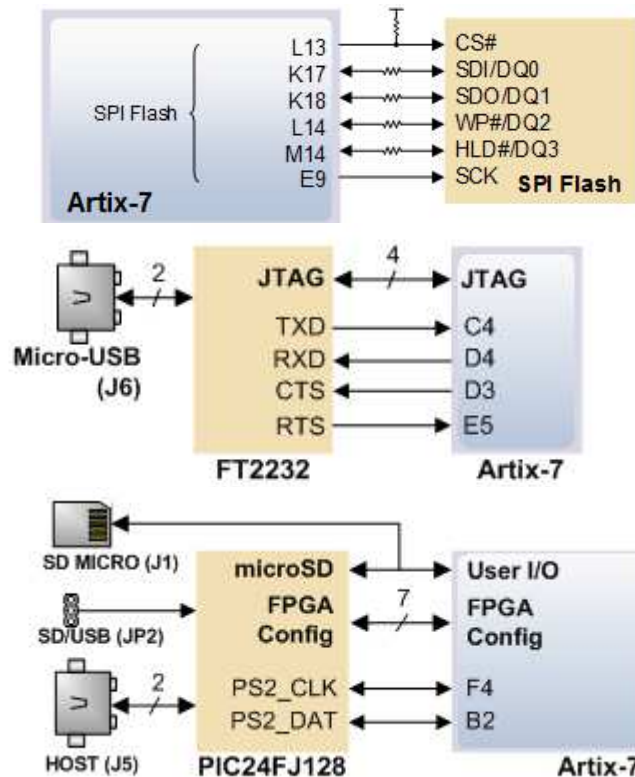 L13 CS#
K17 SDI/DQ0
K18 SDO/DQ1
SPI Flash
L14 WP#/DQ2
M14 HLD#/DQ3
E9 SCK
Artix-7 SPI Flash
2 JTAG 4 JTAG
TXD C4
Micro-USB RXD D4
(J6) CTS D3
RTS E5
FT2232 Artix-7
SD MICRO (J1) microSD User I/O
FPGA 7 FPGA
SD/USB (JP2) Config Config
2 PS2_CLK F4
PS2_DAT B2
HOST (J5) PIC24FJ128 Artix-7